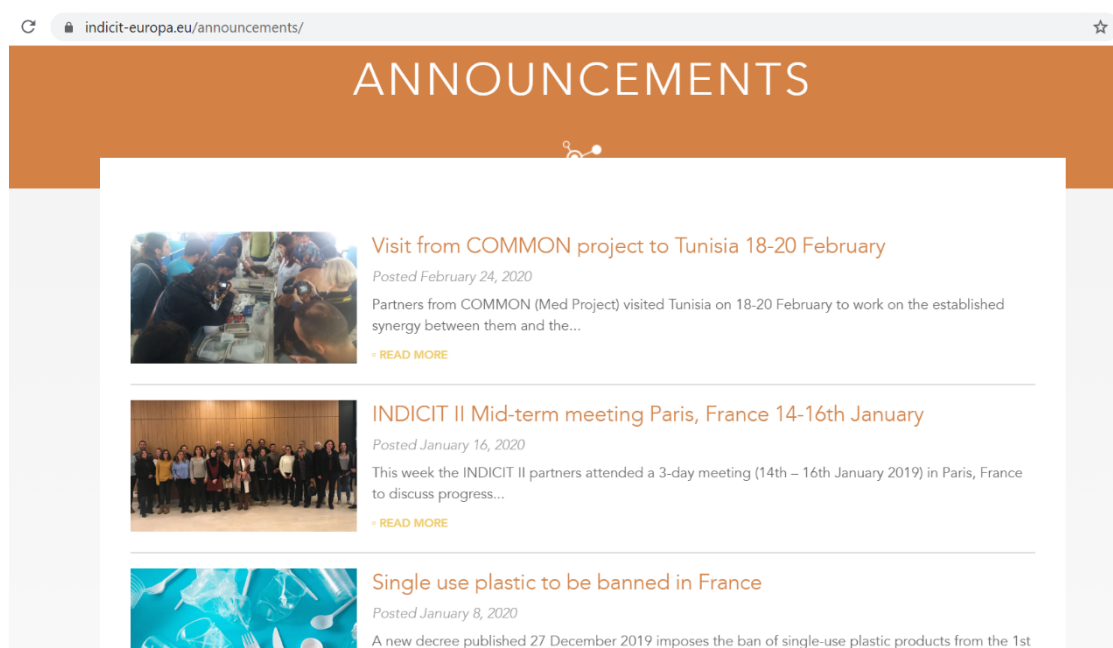 indicit-europa.eu/announcements/
ANNOUNCEMENTS
Visit from COMMON project to Tunisia 18-20 February
Posted February 24, 2020
Partners from COMMON (Med Project) visited Tunisia on 18-20 February to work on the established
synergy between them and the...
▫ READ MORE
INDICIT II Mid-term meeting Paris, France 14-16th January
Posted January 16, 2020
This week the INDICIT II partners attended a 3-day meeting (14th – 16th January 2019) in Paris, France
to discuss progress...
▫ READ MORE
Single use plastic to be banned in France
Posted January 8, 2020
A new decree published 27 December 2019 imposes the ban of single-use plastic products from the 1st